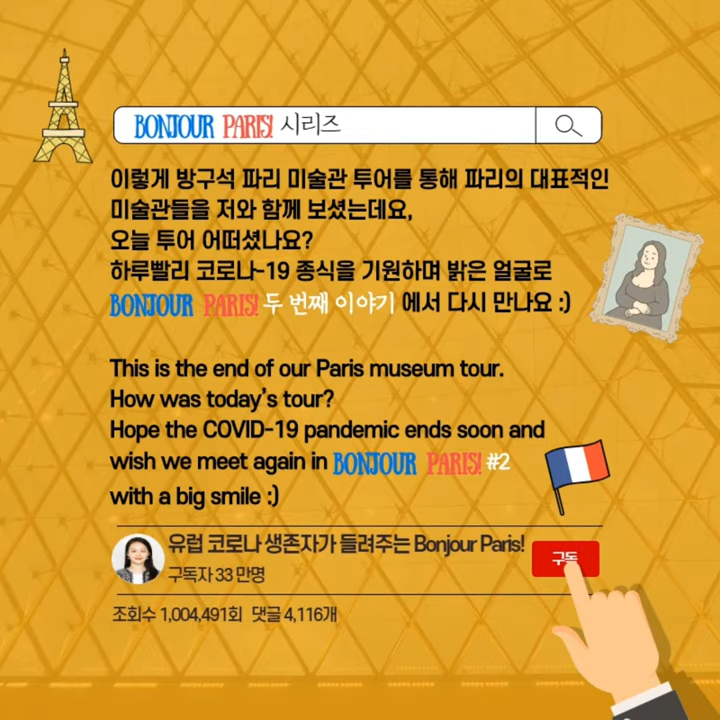 BONJOUR PARIS! 시리즈
이렇게 방구석 파리 미술관 투어를 통해 파리의 대표적인
미술관들을 저와 함께 보셨는데요,
오늘 투어 어떠셨나요?
하루빨리 코로나-19 종식을 기원하며 밝은 얼굴로
BONJOUR PARIS! 두 번째 이야기 에서 다시 만나요 :)
This is the end of our Paris museum tour.
How was today's tour?
Hope the COVID-19 pandemic ends soon and
wish we meet again in BONJOUR PARIS! #2
with a big smile :)
유럽 코로나 생존자가 들려주는 Bonjour Paris!
구독자 33 만명
구독
조회수 1,004,491회 댓글 4,116개